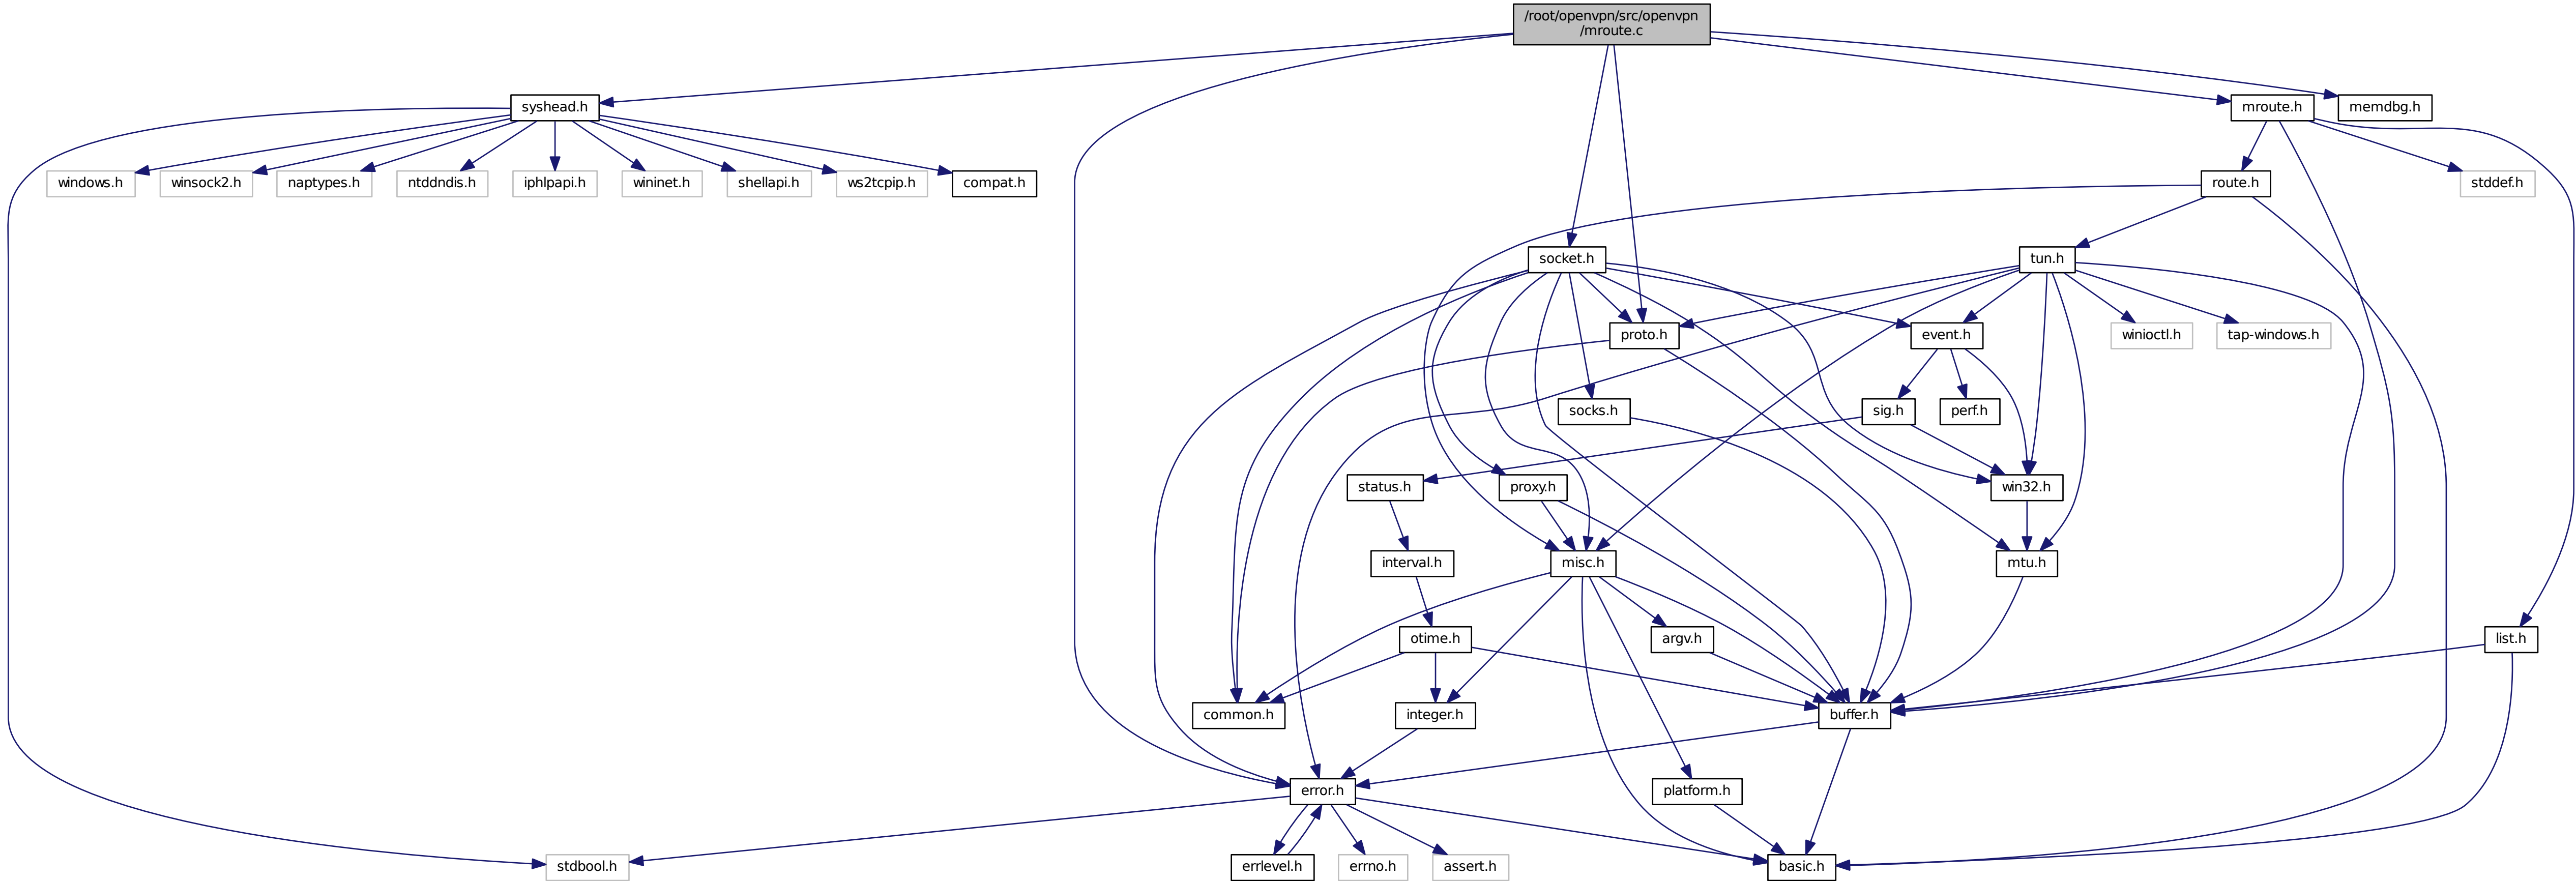 /root/openvpn/src/openvpn
/mroute.c
syshead.h
mroute.h
memdbg.h
windows.h
winsock2.h
naptypes.h
ntddndis.h
iphlpapi.h
wininet.h
shellapi.h
ws2tcpip.h
compat.h
route.h
stddef.h
socket.h
tun.h
proto.h
event.h
winioctl.h
tap-windows.h
socks.h
sig.h
perf.h
status.h
proxy.h
win32.h
interval.h
misc.h
mtu.h
otime.h
argv.h
list.h
common.h
integer.h
buffer.h
error.h
platform.h
stdbool.h
errlevel.h
errno.h
assert.h
basic.h